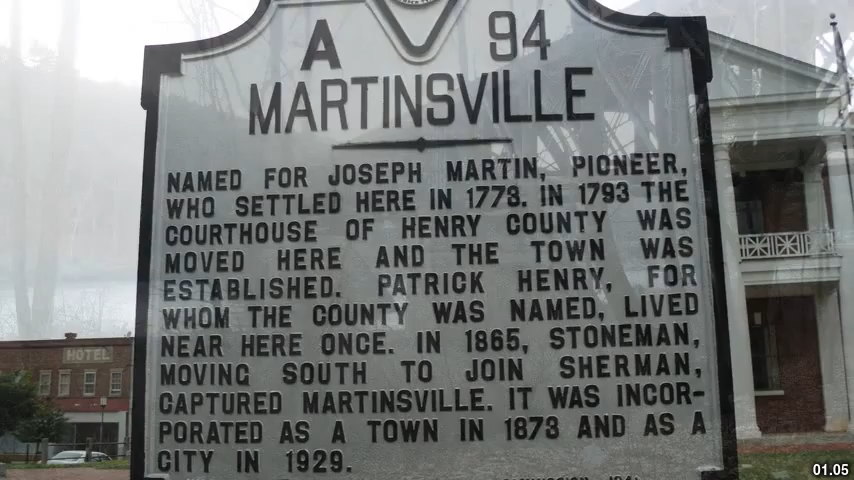 A 94
MARTINSVILLE
NAMED FOR JOSEPH MARTIN, PIONEER,
WHO SETTLED HERE IN 1773. IN 1793 THE
COURTHOUSE OF HENRY COUNTY WAS
MOVED HERE AND THE TOWN WAS
ESTABLISHED. PATRICK HENRY, FOR
WHOM THE COUNTY WAS NAMED, LIVED
NEAR HERE ONCE. IN 1865, STONEMAN,
MOVING SOUTH TO JOIN SHERMAN,
CAPTURED MARTINSVILLE. IT WAS INCOR-
PORATED AS A TOWN IN 1873 AND AS A
CITY IN 1929.
HOTEL
01.05